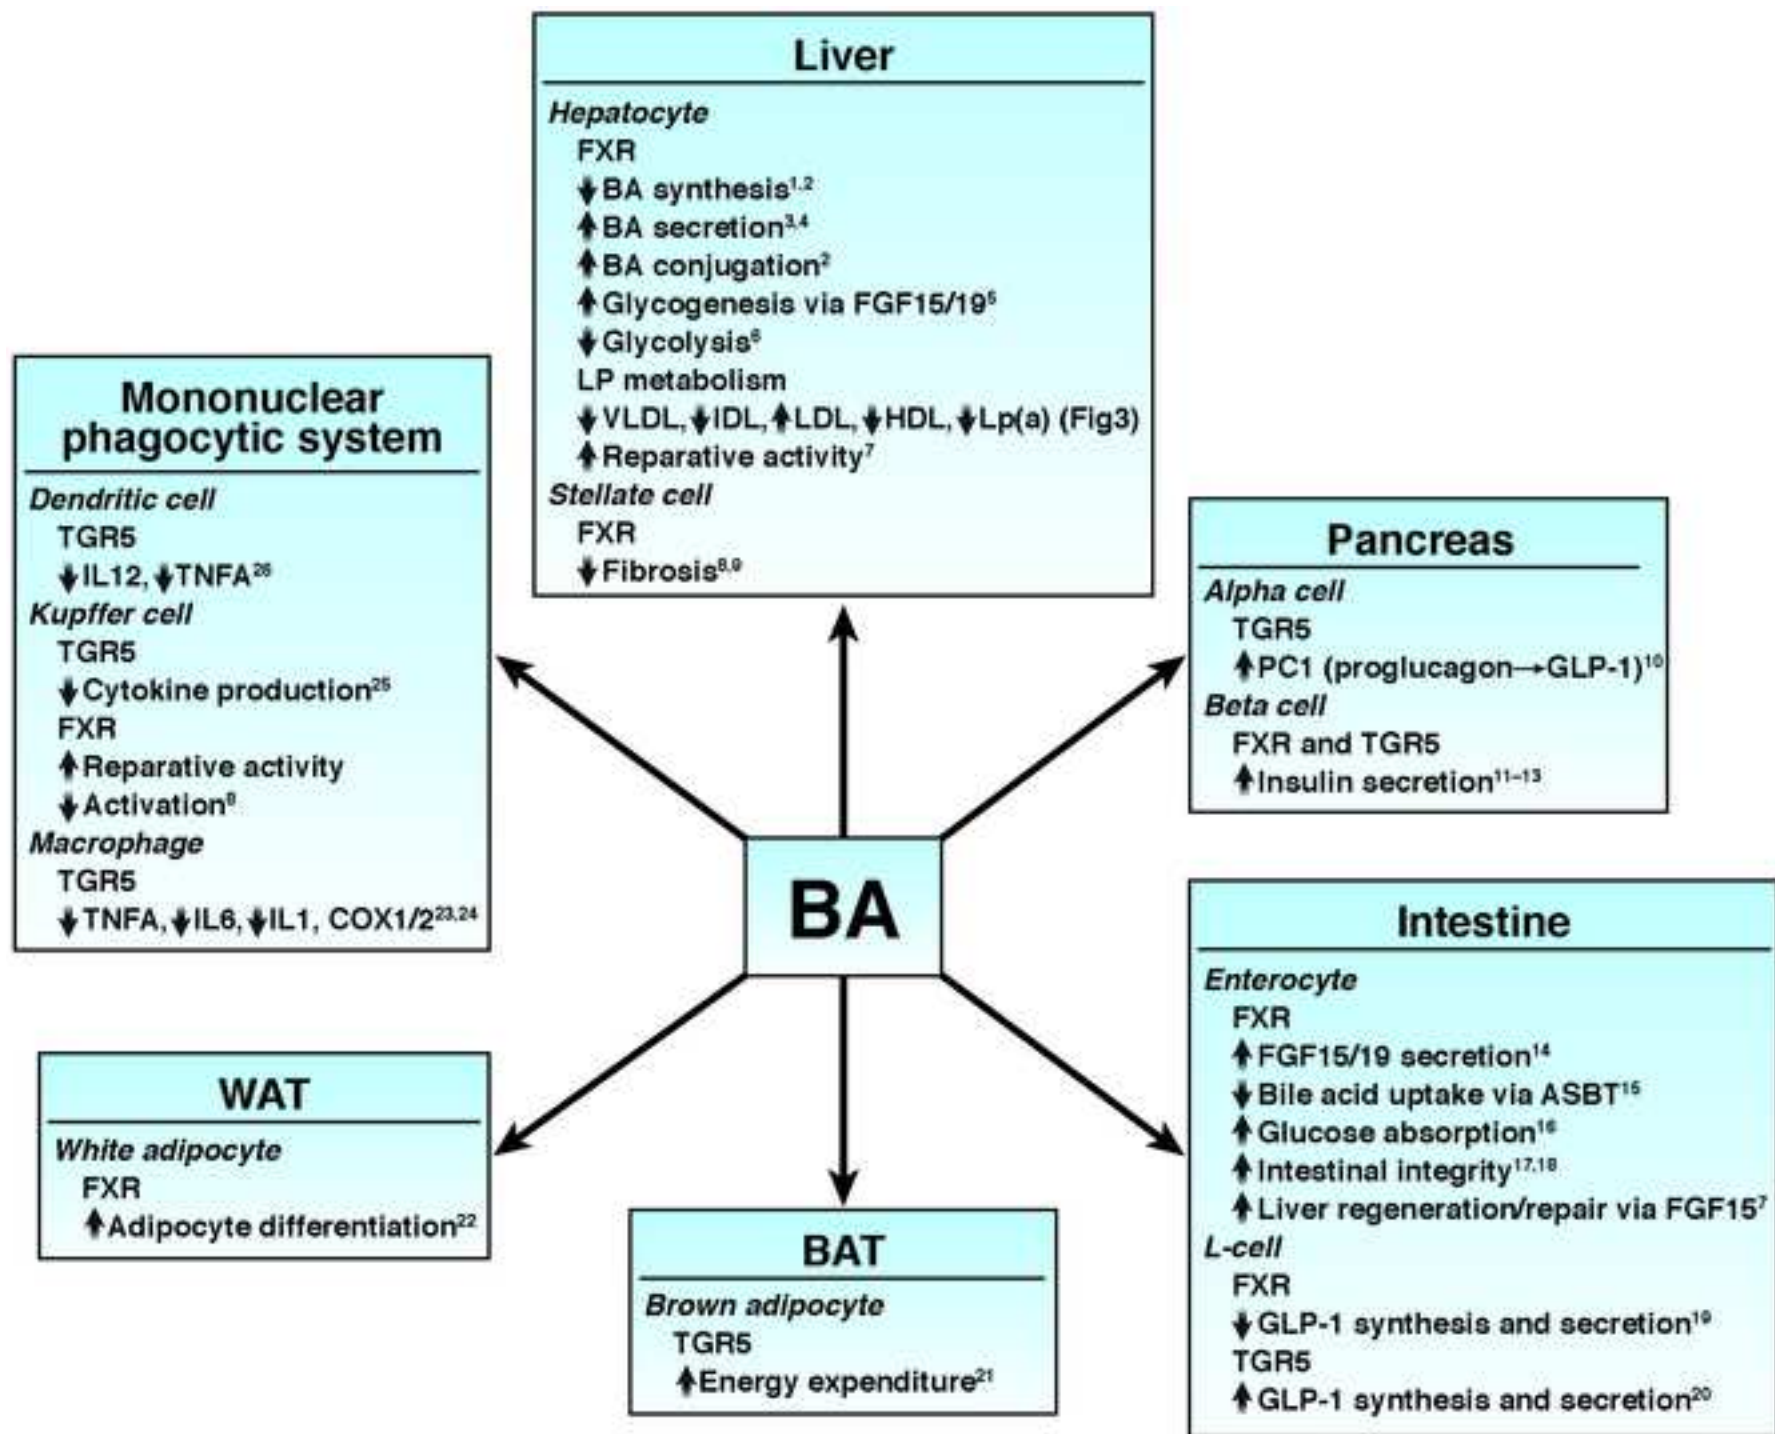 Liver
Hepatocyte
FXR
↓BA synthesis1,2
↑BA secretion3,4
↑BA conjugation2
↑Glycogenesis via FGF15/195
↓Glycolysis6
LP metabolism
↓VLDL, ↓IDL, ↑LDL, ↓HDL, ↓Lp(a) (Fig3)
↑Reparative activity7
Stellate cell
FXR
↓Fibrosis8,9
Mononuclear
phagocytic system
Dendritic cell
TGR5
↓IL12, ↓TNFA26
Kupffer cell
TGR5
↓Cytokine production25
FXR
↑Reparative activity
↓Activation9
Macrophage
TGR5
↓TNFA, ↓IL6, ↓IL1, COX1/223,24
Pancreas
Alpha cell
TGR5
↑PC1 (proglucagon→GLP-1)10
Beta cell
FXR and TGR5
↑Insulin secretion11–13
BA
Intestine
Enterocyte
FXR
↑FGF15/19 secretion14
↓Bile acid uptake via ASBT15
↑Glucose absorption16
↑Intestinal integrity17,18
↑Liver regeneration/repair via FGF157
L-cell
FXR
↓GLP-1 synthesis and secretion19
TGR5
↑GLP-1 synthesis and secretion20
WAT
White adipocyte
FXR
↑Adipocyte differentiation22
BAT
Brown adipocyte
TGR5
↑Energy expenditure21